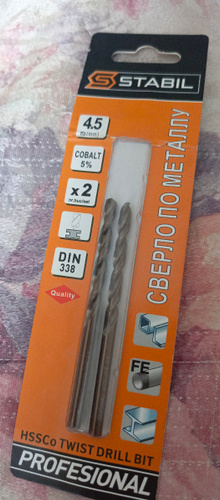 STABIL
4.5
COBALT
5%
x 2
DIN
338
Quality
СВЕРЛО ПО МЕТАЛЛУ
FE
HSSCo TWIST DRILL BIT
PROFESIONAL